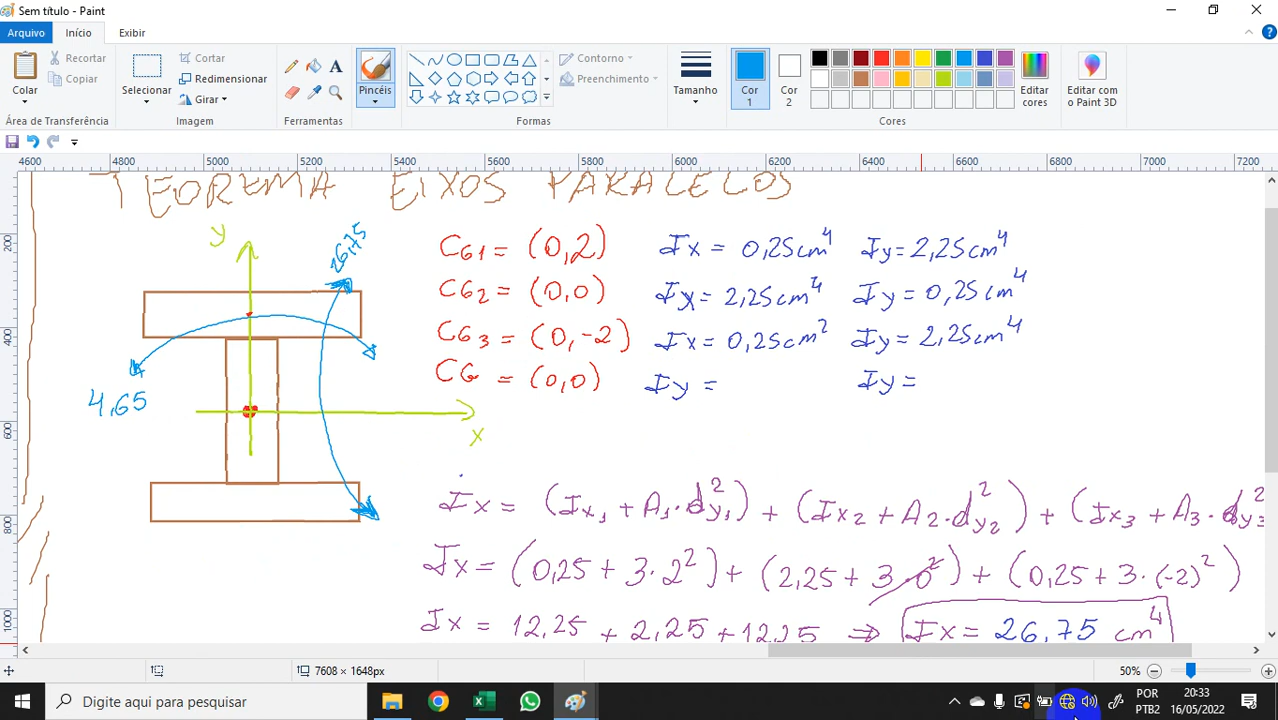 Sem título - Paint
Arquivo Início Exibir
Colar Recortar Copiar Selecionar Cortar Redimensionar Girar A Pincéis Contorno Preenchimento Tamanho Cor 1 Cor 2 Editar cores Editar com o Paint 3D
Área de Transferência Imagem Ferramentas Formas Cores
4600 4800 5000 5200 5400 5600 5800 6000 6200 6400 6600 6800 7000 7200
200
400
600
800
1000
TEOREMA EIXOS PARALELOS
y
26,75
4,65
x
CG1 = (0,2) Ix = 0,25cm⁴ Iy = 2,25cm⁴
CG2 = (0,0) Ix = 2,25cm⁴ Iy = 0,25cm⁴
CG3 = (0,-2) Ix = 0,25cm² Iy = 2,25cm⁴
CG = (0,0) Iy = Iy =
Ix = (Ix1 + A1·dy1²) + (Ix2 + A2·dy2²) + (Ix3 + A3·dy3²
Ix = (0,25 + 3·2²) + (2,25 + 3·0²) + (0,25 + 3·(-2)²)
Ix = 12,25 + 2,25 + 12,25 ⇒ Ix = 26,75 cm⁴
7608 × 1648px 50%
Digite aqui para pesquisar
POR PTB2
20:33
16/05/2022